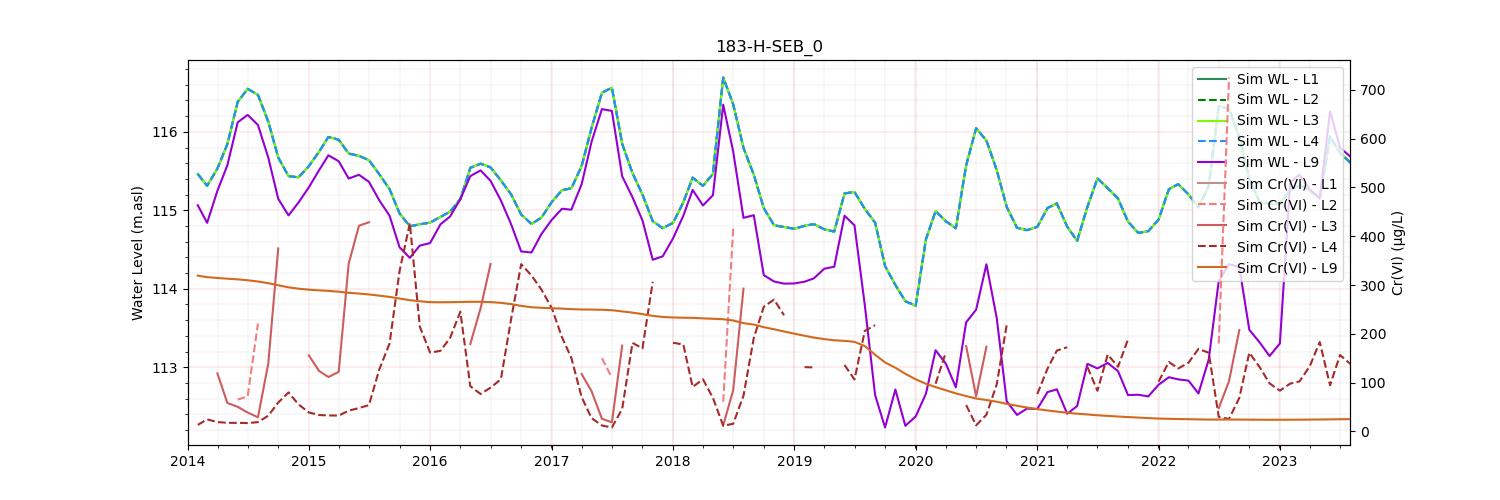 183-H-SEB_0
Water Level (m.asl)
116
115
114
113
2014 2015 2016 2017 2018 2019 2020 2021 2022 2023
Cr(VI) (µg/L)
700
600
500
400
300
200
100
0
Sim WL - L1
Sim WL - L2
Sim WL - L3
Sim WL - L4
Sim WL - L9
Sim Cr(VI) - L1
Sim Cr(VI) - L2
Sim Cr(VI) - L3
Sim Cr(VI) - L4
Sim Cr(VI) - L9